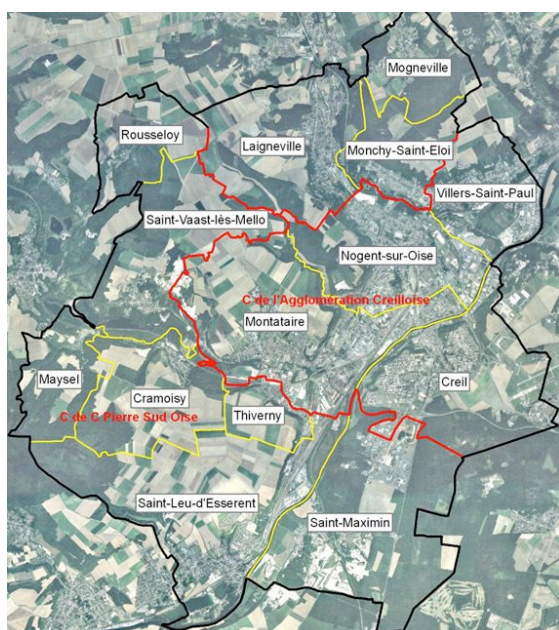 Mogneville
Rousseloy
Laigneville
Monchy-Saint-Eloi
Villers-Saint-Paul
Saint-Vaast-lès-Mello
Nogent-sur-Oise
C de l'Agglomération Creilloise
Montataire
Maysel
Cramoisy
Creil
C de C Pierre Sud Oise
Thiverny
Saint-Leu-d'Esserent
Saint-Maximin